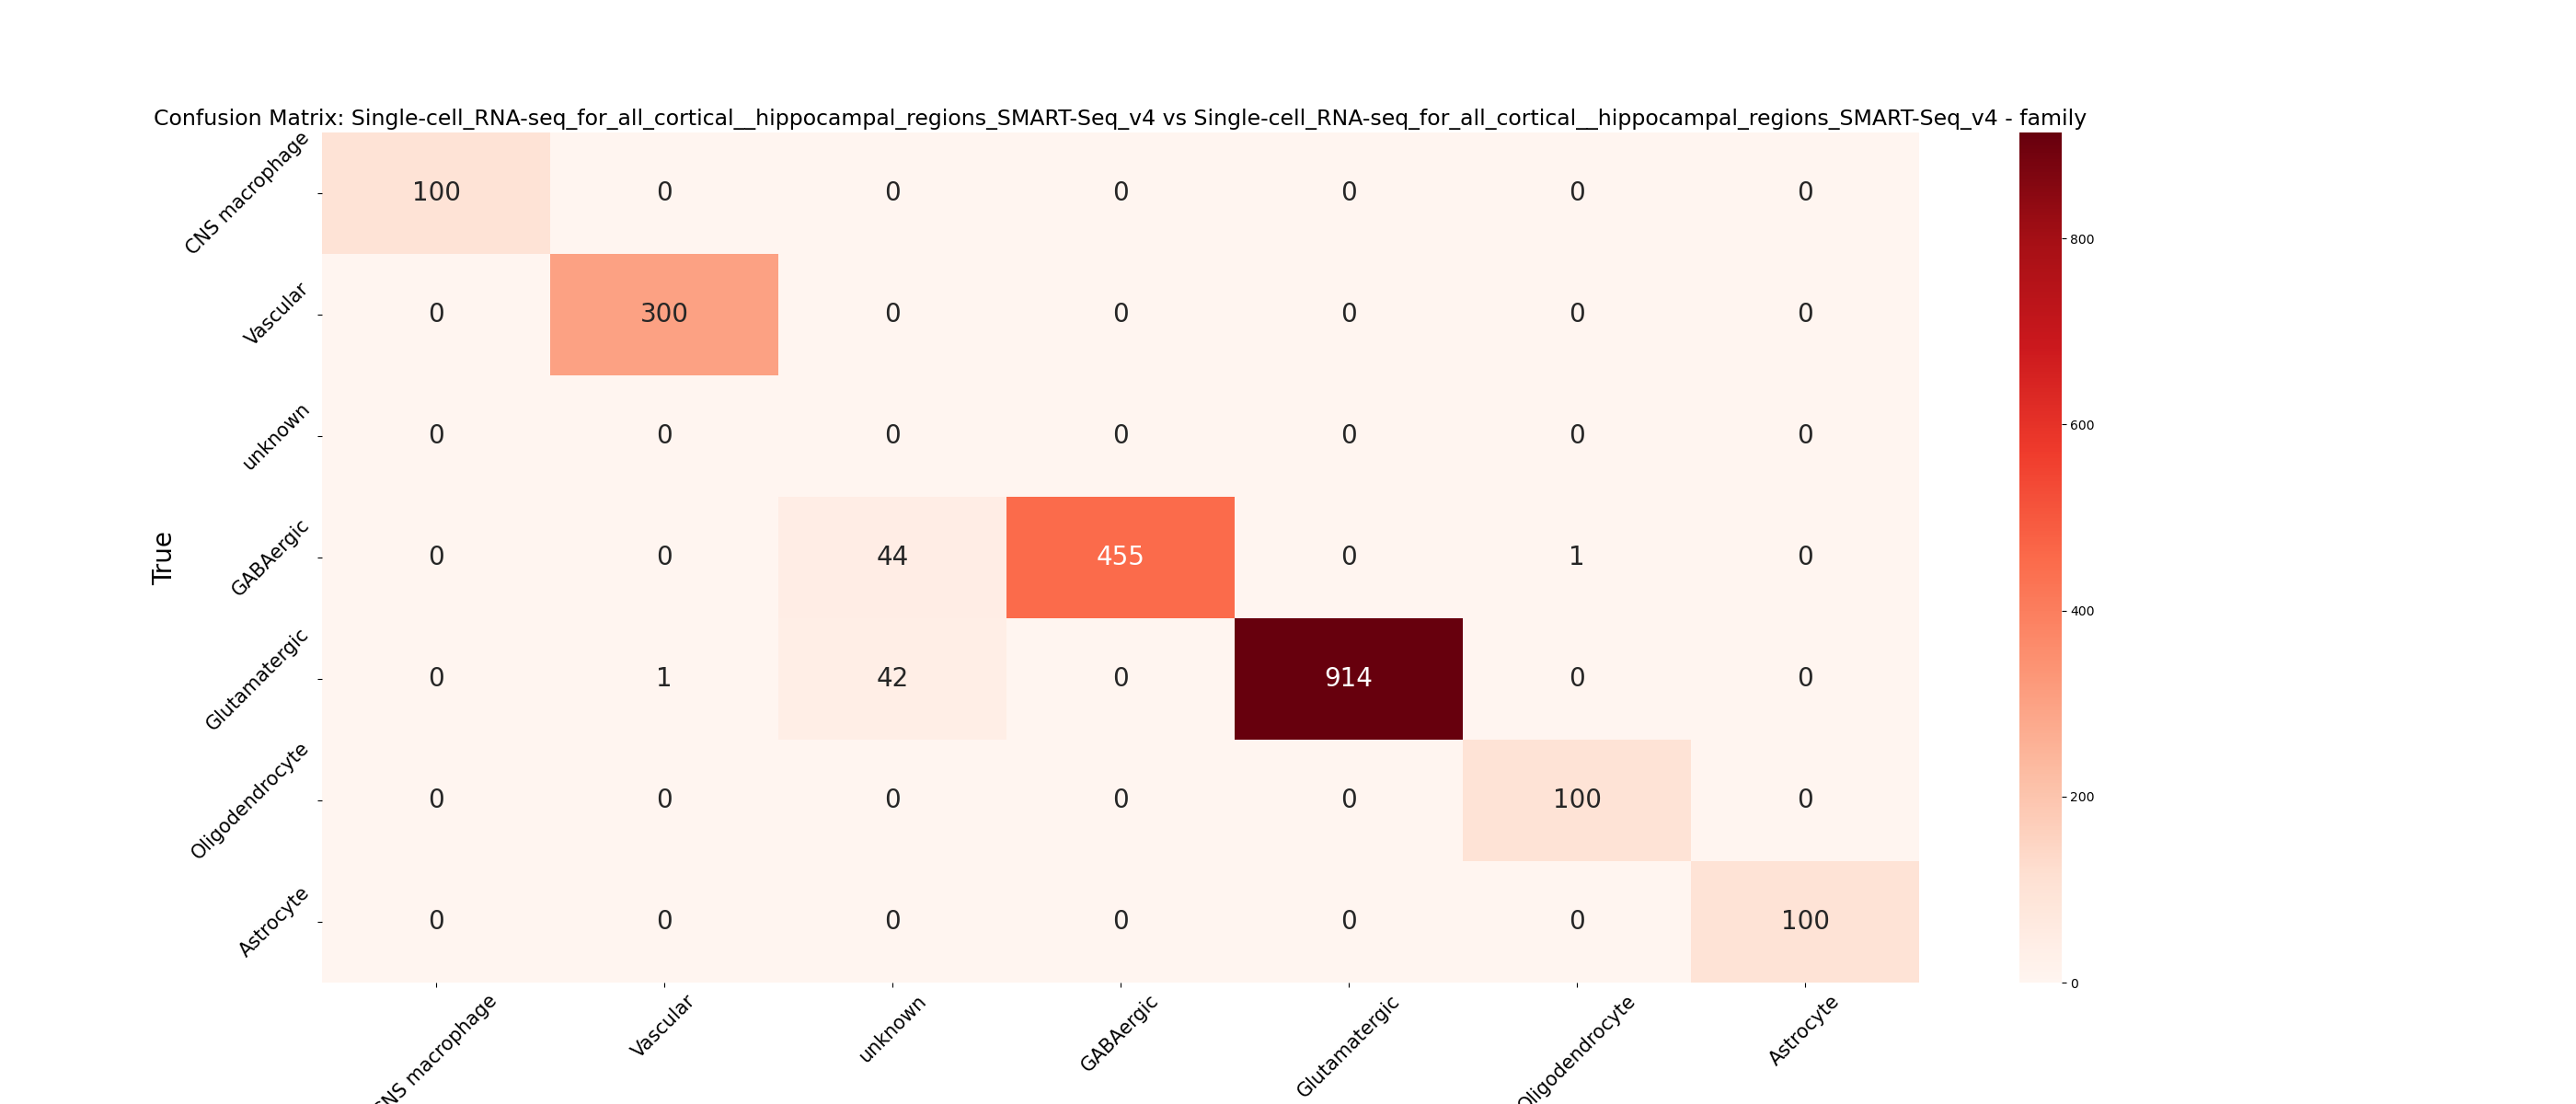 Confusion Matrix: Single-cell_RNA-seq_for_all_cortical__hippocampal_regions_SMART-Seq_v4 vs Single-cell_RNA-seq_for_all_cortical__hippocampal_regions_SMART-Seq_v4 - family
CNS macrophage 100 0 0 0 0 0 0
Vascular 0 300 0 0 0 0 0
unknown 0 0 0 0 0 0 0
GABAergic 0 0 44 455 0 1 0
Glutamatergic 0 1 42 0 914 0 0
Oligodendrocyte 0 0 0 0 0 100 0
Astrocyte 0 0 0 0 0 0 100
True
CNS macrophage Vascular unknown GABAergic Glutamatergic Oligodendrocyte Astrocyte
800
600
400
200
0